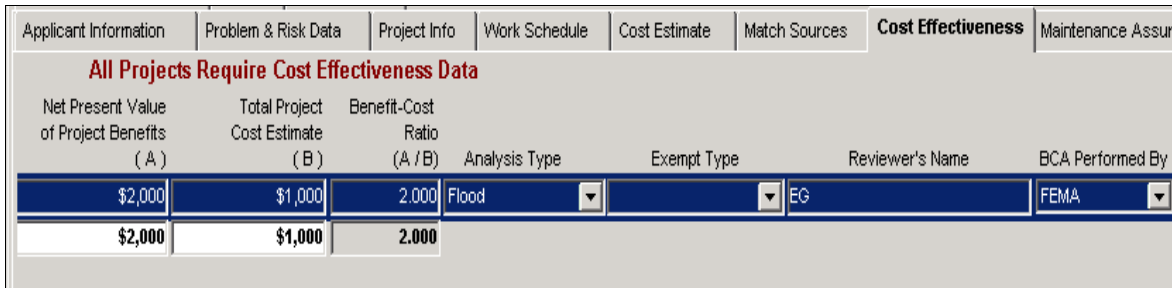 Applicant Information Problem & Risk Data Project Info Work Schedule Cost Estimate Match Sources Cost Effectiveness Maintenance Assur
All Projects Require Cost Effectiveness Data
Net Present Value Total Project Benefit-Cost
of Project Benefits Cost Estimate Ratio
( A ) ( B ) (A / B) Analysis Type Exempt Type Reviewer's Name BCA Performed By
$2,000 $1,000 2.000 Flood EG FEMA
$2,000 $1,000 2.000